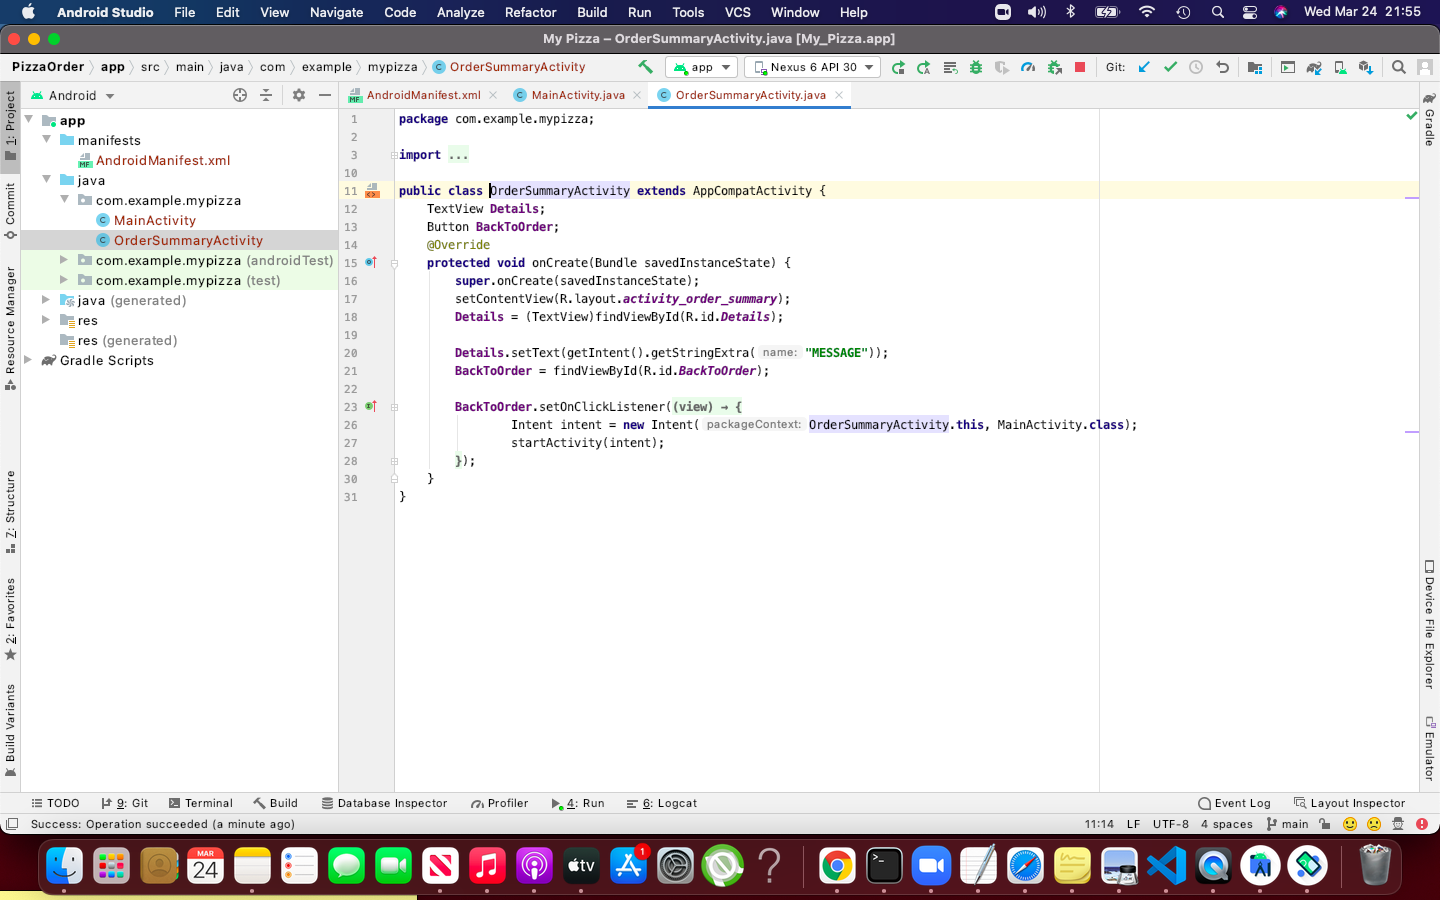 Android Studio File Edit View Navigate Code Analyze Refactor Build Run Tools VCS Window Help Wed Mar 24 21:55
My Pizza – OrderSummaryActivity.java [My_Pizza.app]
PizzaOrder app src main java com example mypizza OrderSummaryActivity app Nexus 6 API 30 Git:
1: Project
Commit
Resource Manager
Z: Structure
2: Favorites
Build Variants
Android
app
manifests
AndroidManifest.xml
java
com.example.mypizza
MainActivity
OrderSummaryActivity
com.example.mypizza (androidTest)
com.example.mypizza (test)
java (generated)
res
res (generated)
Gradle Scripts
AndroidManifest.xml MainActivity.java OrderSummaryActivity.java
1 package com.example.mypizza;
2
3 import ...
10
11 public class OrderSummaryActivity extends AppCompatActivity {
12 TextView Details;
13 Button BackToOrder;
14 @Override
15 protected void onCreate(Bundle savedInstanceState) {
16 super.onCreate(savedInstanceState);
17 setContentView(R.layout.activity_order_summary);
18 Details = (TextView)findViewById(R.id.Details);
19
20 Details.setText(getIntent().getStringExtra( name: "MESSAGE"));
21 BackToOrder = findViewById(R.id.BackToOrder);
22
23 BackToOrder.setOnClickListener((view) → {
26 Intent intent = new Intent( packageContext: OrderSummaryActivity.this, MainActivity.class);
27 startActivity(intent);
28 });
30 }
31 }
Gradle
Device File Explorer
Emulator
TODO 9: Git Terminal Build Database Inspector Profiler 4: Run 6: Logcat Event Log Layout Inspector
Success: Operation succeeded (a minute ago) 11:14 LF UTF-8 4 spaces main
MAR
24
tv
1